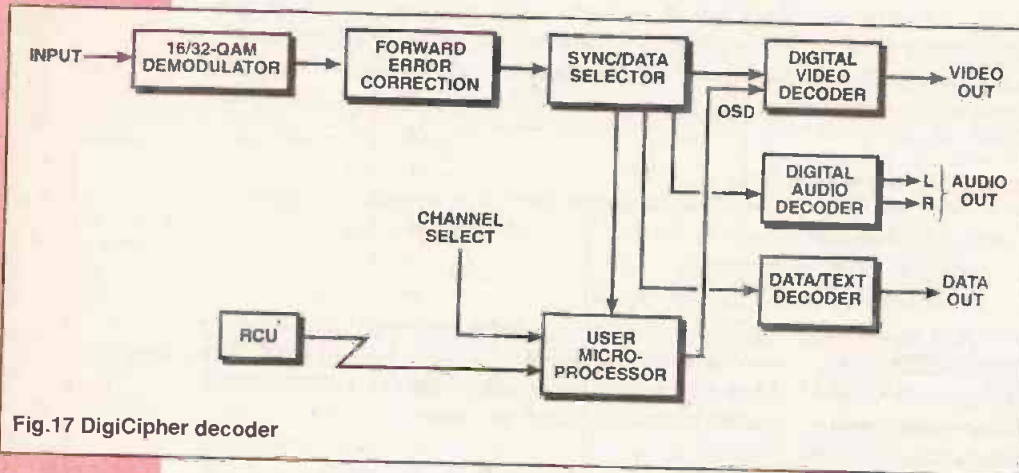 INPUT
16/32-QAM
DEMODULATOR
FORWARD
ERROR
CORRECTION
SYNC/DATA
SELECTOR
DIGITAL
VIDEO
DECODER
VIDEO
OUT
OSD
DIGITAL
AUDIO
DECODER
L
R
AUDIO
OUT
CHANNEL
SELECT
DATA/TEXT
DECODER
DATA
OUT
RCU
USER
MICRO-
PROCESSOR
Fig.17 DigiCipher decoder